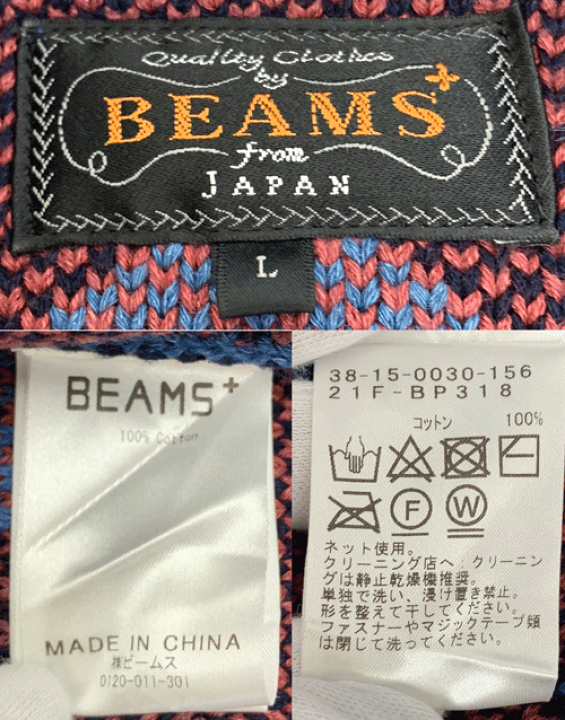 Quality Clothes
by
BEAMS+
from
JAPAN
L
BEAMS+
100% Cotton
MADE IN CHINA
㈱ビームス
0120-011-301
38-15-0030-156
21F-BP318
コットン 100%
F W
ネット使用。
クリーニング店へ:クリーニン
グは静止乾燥機推奨。
単独で洗い、浸け置き禁止。
形を整えて干してください。
ファスナーやマジックテープ類
は閉じて洗ってください。